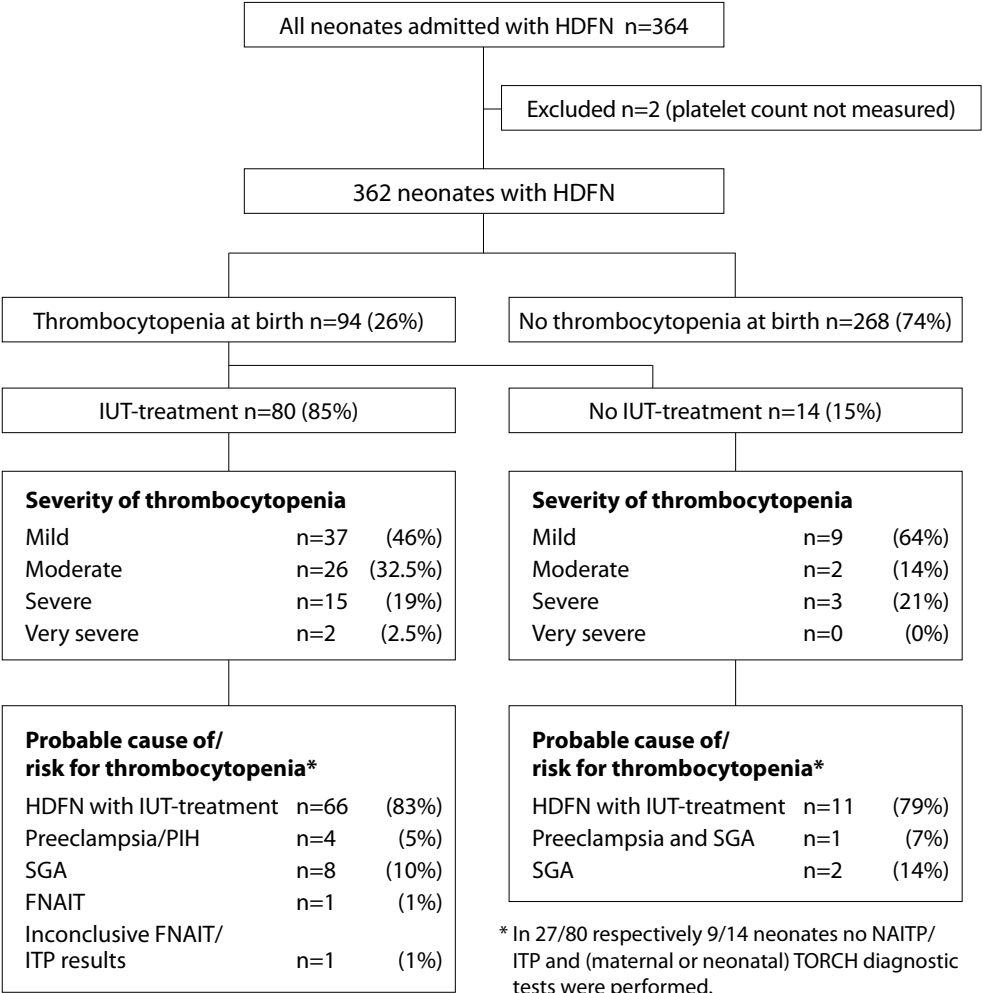 All neonates admitted with HDFN n=364
Excluded n=2 (platelet count not measured)
362 neonates with HDFN
Thrombocytopenia at birth n=94 (26%)
No thrombocytopenia at birth n=268 (74%)
IUT-treatment n=80 (85%)
No IUT-treatment n=14 (15%)
Severity of thrombocytopenia
Mild n=37 (46%)
Moderate n=26 (32.5%)
Severe n=15 (19%)
Very severe n=2 (2.5%)
Severity of thrombocytopenia
Mild n=9 (64%)
Moderate n=2 (14%)
Severe n=3 (21%)
Very severe n=0 (0%)
Probable cause of/
risk for thrombocytopenia*
HDFN with IUT-treatment n=66 (83%)
Preeclampsia/PIH n=4 (5%)
SGA n=8 (10%)
FNAIT n=1 (1%)
Inconclusive FNAIT/
ITP results n=1 (1%)
Probable cause of/
risk for thrombocytopenia*
HDFN with IUT-treatment n=11 (79%)
Preeclampsia and SGA n=1 (7%)
SGA n=2 (14%)
* In 27/80 respectively 9/14 neonates no NAITP/
ITP and (maternal or neonatal) TORCH diagnostic
tests were performed.